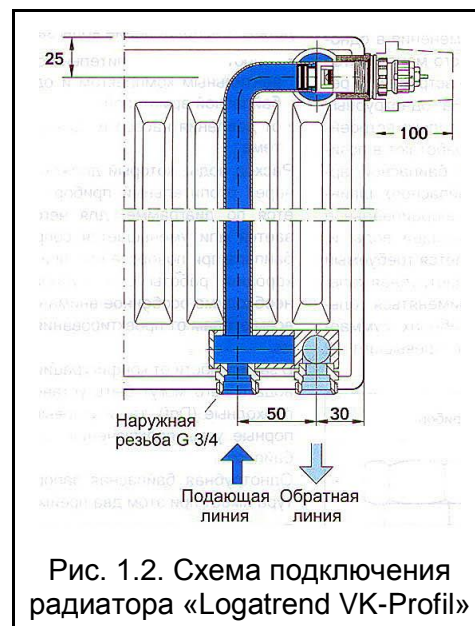 25
100
50
30
Наружная
резьба G 3/4
Подающая
линия
Обратная
линия
Рис. 1.2. Схема подключения
радиатора «Logatrend VK-Profil»